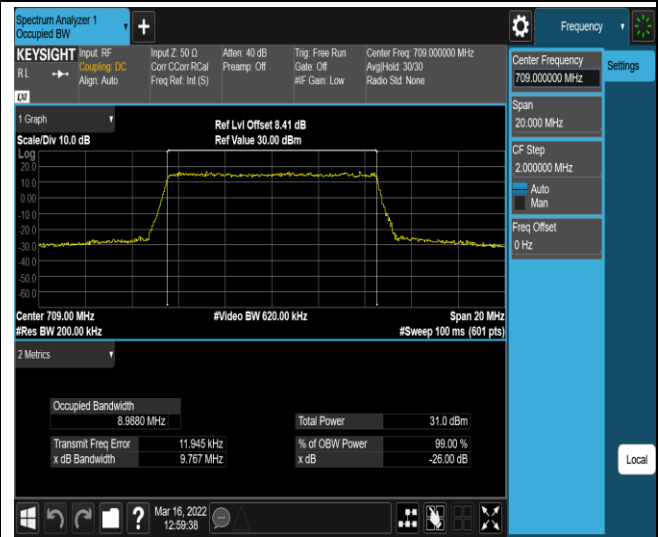 Spectrum Analyzer 1
Occupied BW
+
Frequency
KEYSIGHT
RL
LXI
Input: RF
Coupling: DC
Align: Auto
Input Z: 50 Ω
Corr CCorr RCal
Freq Ref: Int (S)
Atten: 40 dB
Preamp: Off
Trig: Free Run
Gate: Off
#IF Gain: Low
Center Freq: 709.000000 MHz
Avg|Hold: 30/30
Radio Std: None
Center Frequency
709.000000 MHz
Settings
Span
20.000 MHz
CF Step
2.000000 MHz
Auto
Man
Freq Offset
0 Hz
Local
1 Graph
Scale/Div 10.0 dB
Ref Lvl Offset 8.41 dB
Ref Value 30.00 dBm
Log
20.0
10.0
0.00
-10.0
-20.0
-30.0
-40.0
-50.0
-60.0
Center 709.00 MHz
#Video BW 620.00 kHz
Span 20 MHz
#Res BW 200.00 kHz
#Sweep 100 ms (601 pts)
2 Metrics
Occupied Bandwidth
8.9880 MHz
Total Power 31.0 dBm
Transmit Freq Error 11.945 kHz
% of OBW Power 99.00 %
x dB Bandwidth 9.767 MHz
x dB -26.00 dB
?
Mar 16, 2022
12:59:38